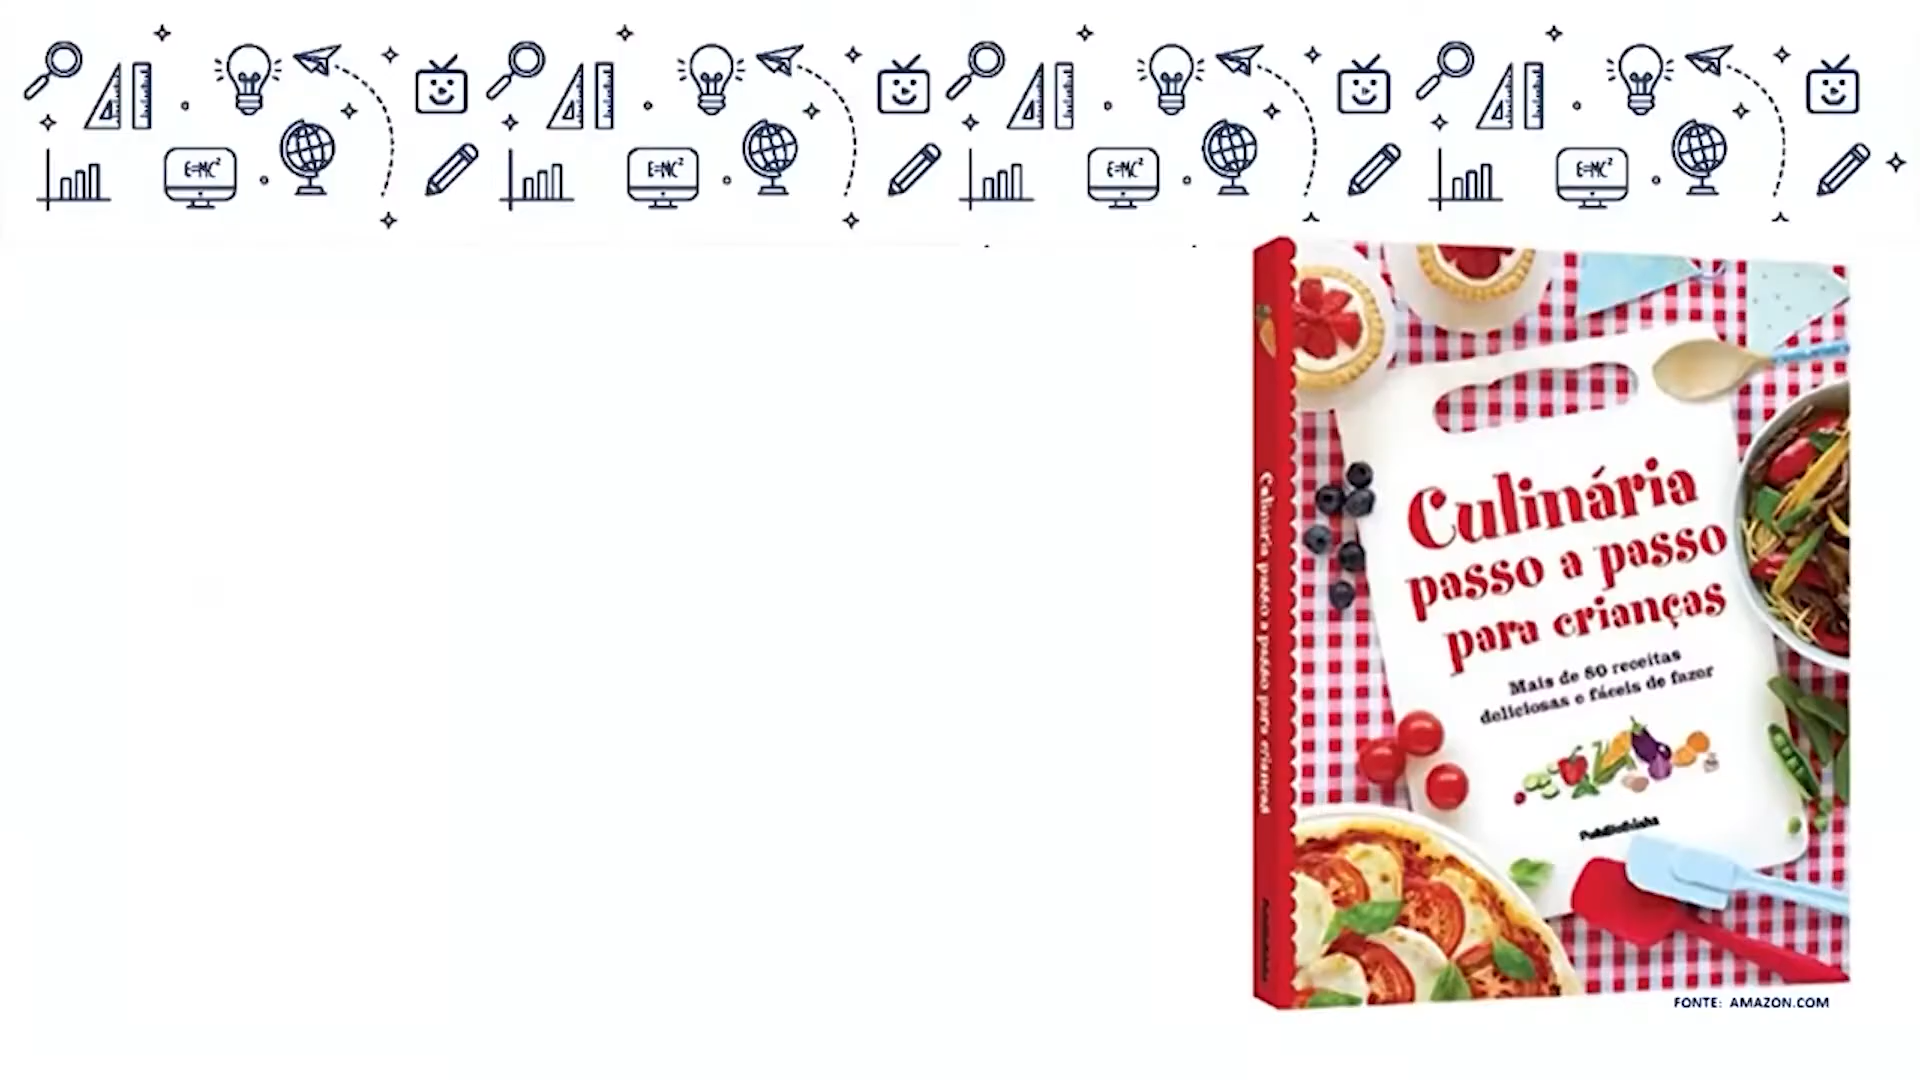 E=MC²
E=MC²
E=MC²
E=MC²
Culinária
passo a passo
para crianças
Mais de 80 receitas
deliciosas e fáceis de fazer
PubliFolhinha
Culinária passo a passo para crianças
FONTE: AMAZON.COM